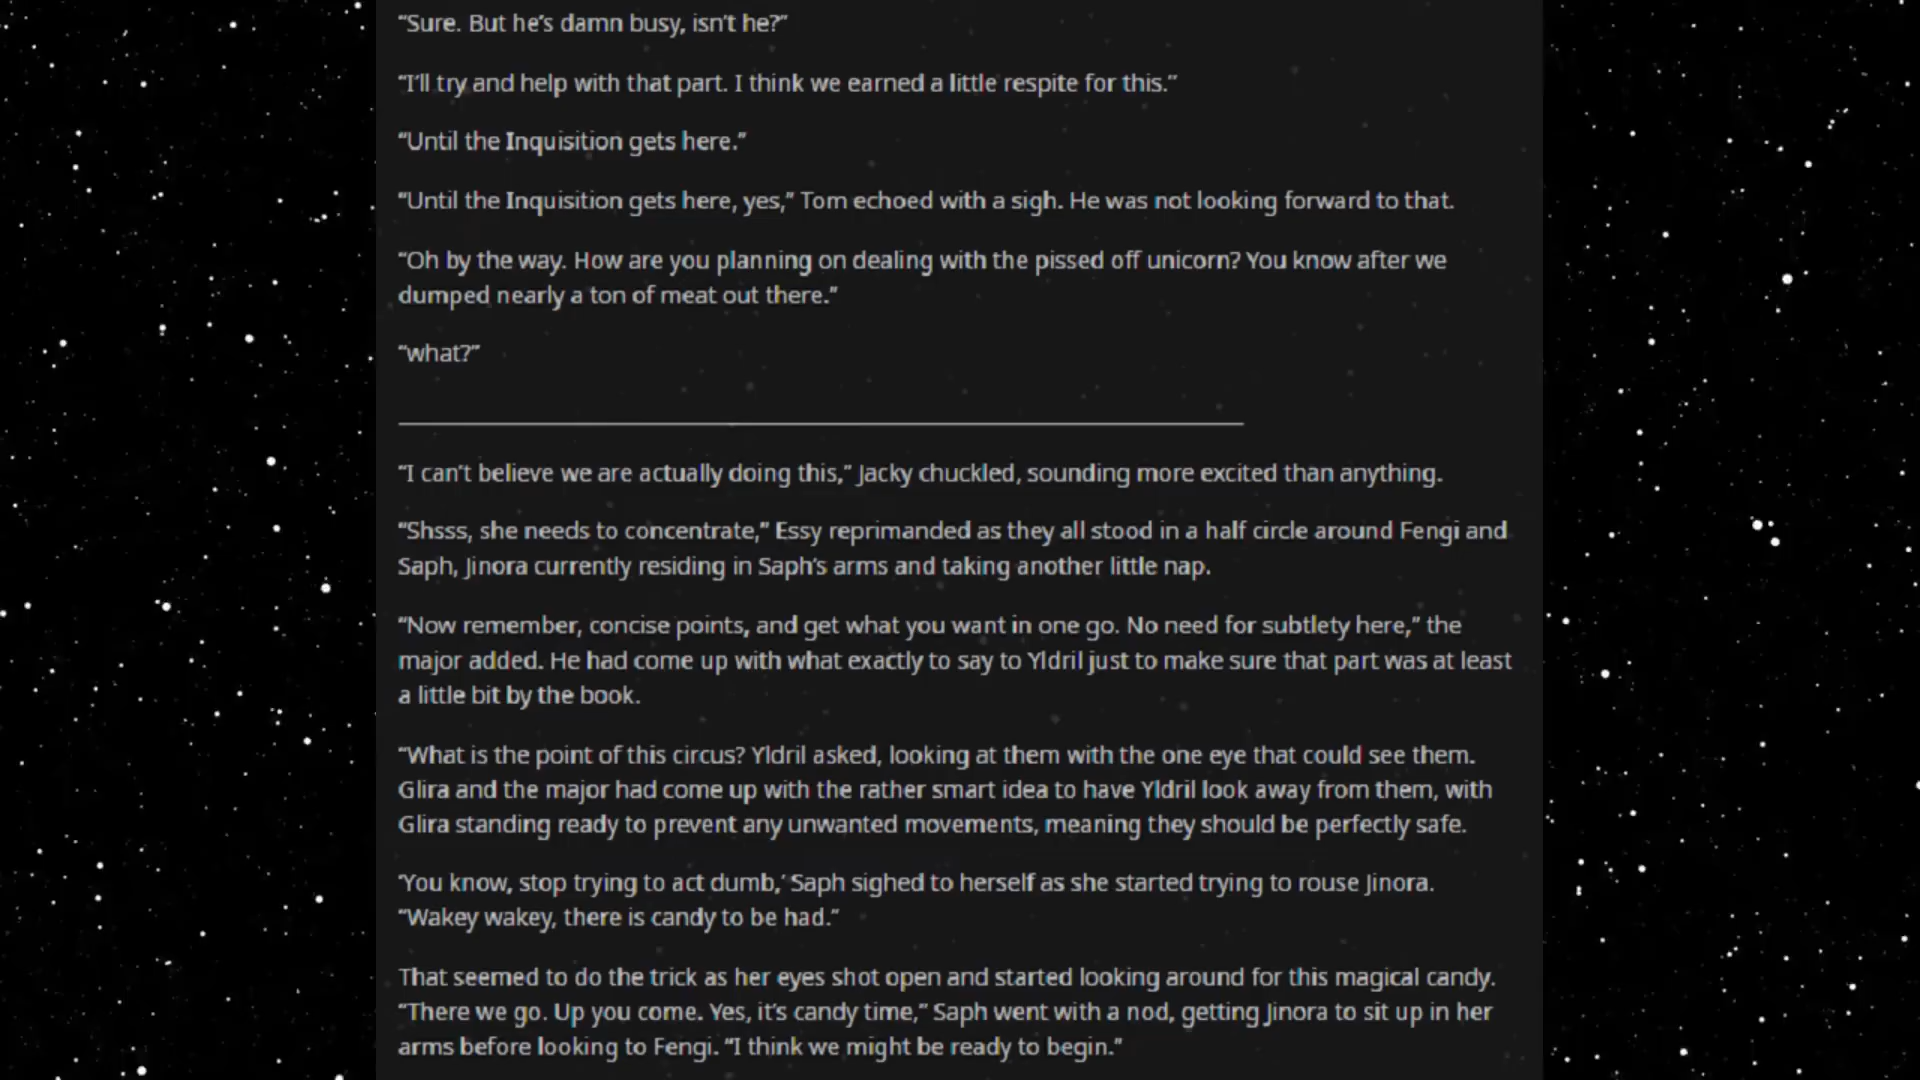 “Sure. But he’s damn busy, isn’t he?”
“I’ll try and help with that part. I think we earned a little respite for this.”
“Until the Inquisition gets here.”
“Until the Inquisition gets here, yes,” Tom echoed with a sigh. He was not looking forward to that.
“Oh by the way. How are you planning on dealing with the pissed off unicorn? You know after we
dumped nearly a ton of meat out there.”
“what?”
“I can’t believe we are actually doing this,” Jacky chuckled, sounding more excited than anything.
“Shsss, she needs to concentrate,” Essy reprimanded as they all stood in a half circle around Fengi and
Saph, Jinora currently residing in Saph’s arms and taking another little nap.
“Now remember, concise points, and get what you want in one go. No need for subtlety here,” the
major added. He had come up with what exactly to say to Yldril just to make sure that part was at least
a little bit by the book.
“What is the point of this circus? Yldril asked, looking at them with the one eye that could see them.
Glira and the major had come up with the rather smart idea to have Yldril look away from them, with
Glira standing ready to prevent any unwanted movements, meaning they should be perfectly safe.
‘You know, stop trying to act dumb,’ Saph sighed to herself as she started trying to rouse Jinora.
“Wakey wakey, there is candy to be had.”
That seemed to do the trick as her eyes shot open and started looking around for this magical candy.
“There we go. Up you come. Yes, it’s candy time,” Saph went with a nod, getting Jinora to sit up in her
arms before looking to Fengi. “I think we might be ready to begin.”